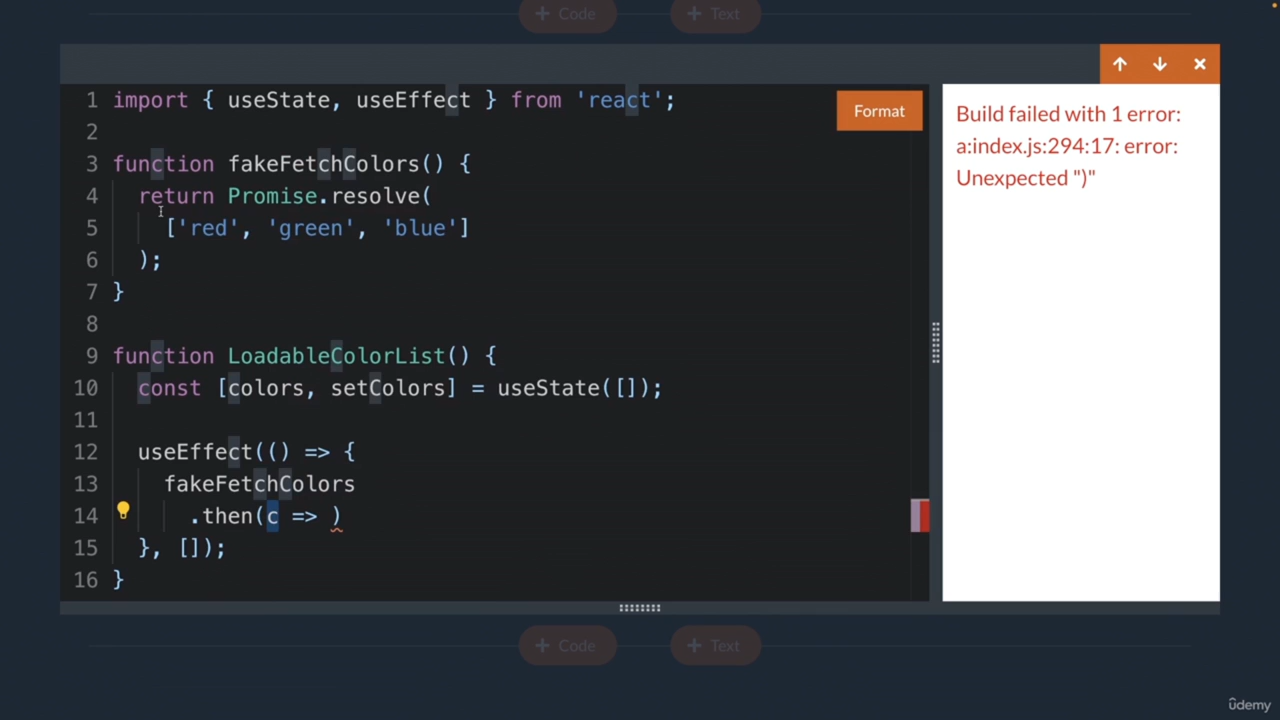 + Code + Text
1 import { useState, useEffect } from 'react';
Format
2
3 function fakeFetchColors() {
4 return Promise.resolve(
5 ['red', 'green', 'blue']
6 );
7 }
8
9 function LoadableColorList() {
10 const [colors, setColors] = useState([]);
11
12 useEffect(() => {
13 fakeFetchColors
14 .then(c => )
15 }, []);
16 }
Build failed with 1 error:
a:index.js:294:17: error:
Unexpected ")"
+ Code + Text
ûdemy